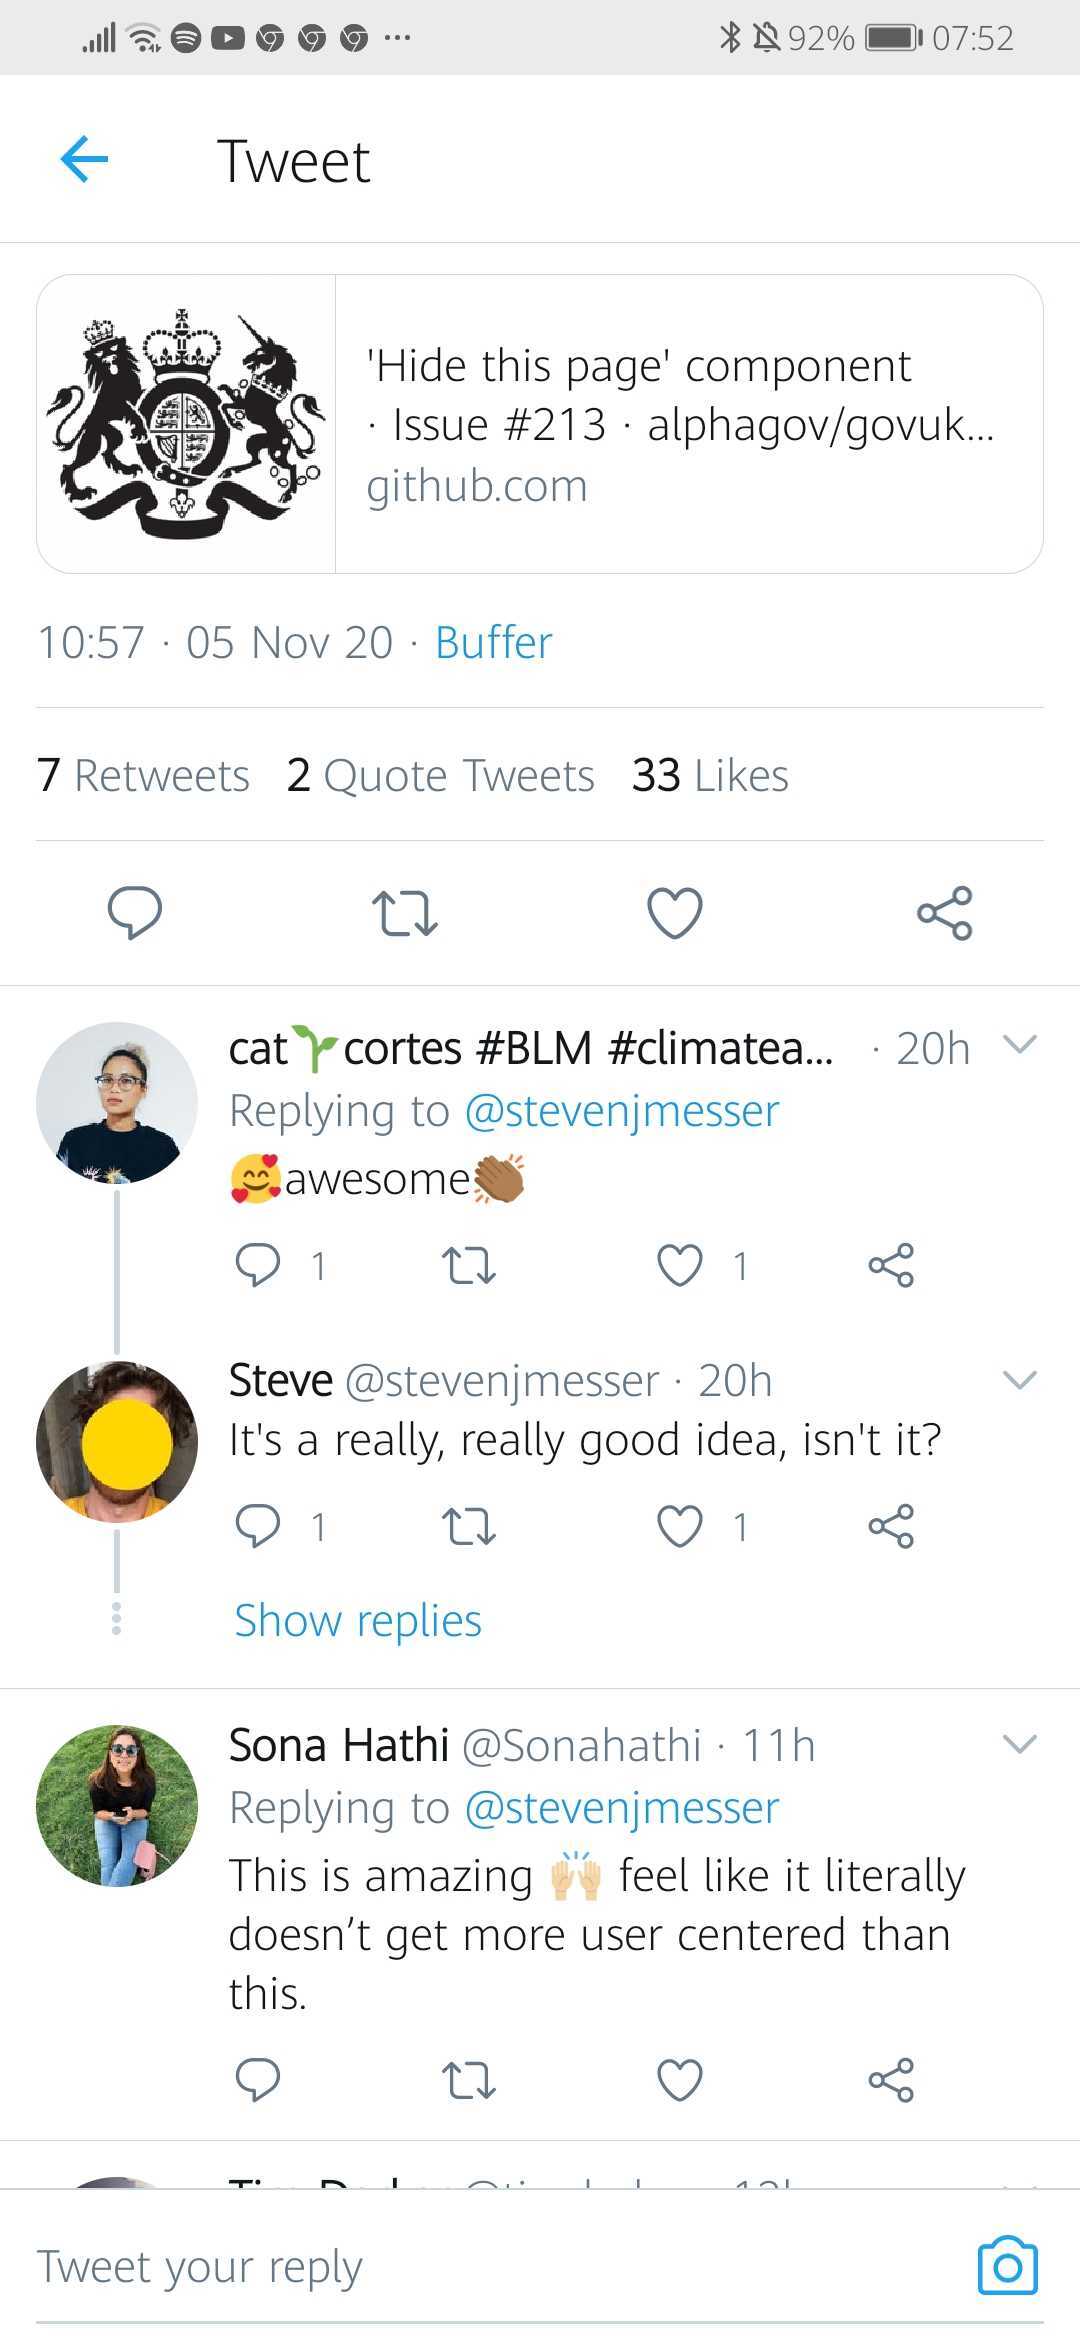 92% 07:52
Tweet
'Hide this page' component
· Issue #213 · alphagov/govuk...
github.com
10:57 · 05 Nov 20 · Buffer
7 Retweets 2 Quote Tweets 33 Likes
cat🌱cortes #BLM #climatea... · 20h
Replying to @stevenjmesser
🥰awesome👏🏾
1 1
Steve @stevenjmesser · 20h
It's a really, really good idea, isn't it?
1 1
Show replies
Sona Hathi @Sonahathi · 11h
Replying to @stevenjmesser
This is amazing 🙌🏼 feel like it literally
doesn’t get more user centered than
this.
Tweet your reply